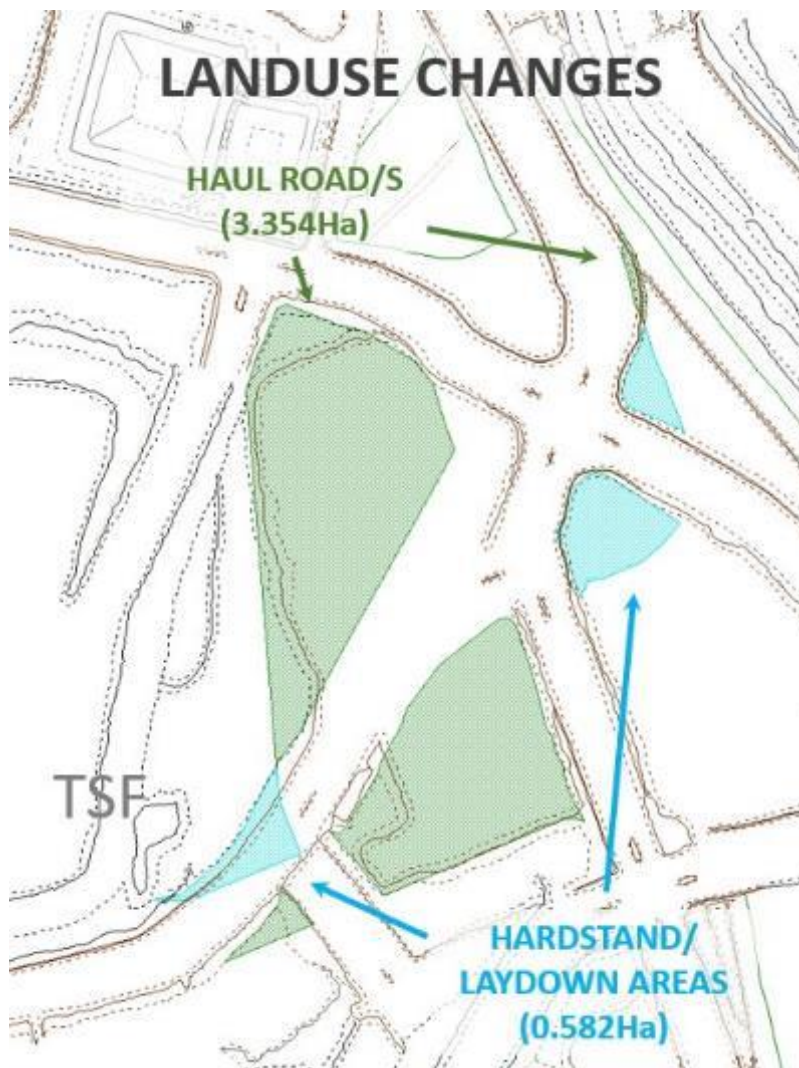 LANDUSE CHANGES
HAUL ROAD/S
(3.354Ha)
TSF
HARDSTAND/
LAYDOWN AREAS
(0.582Ha)